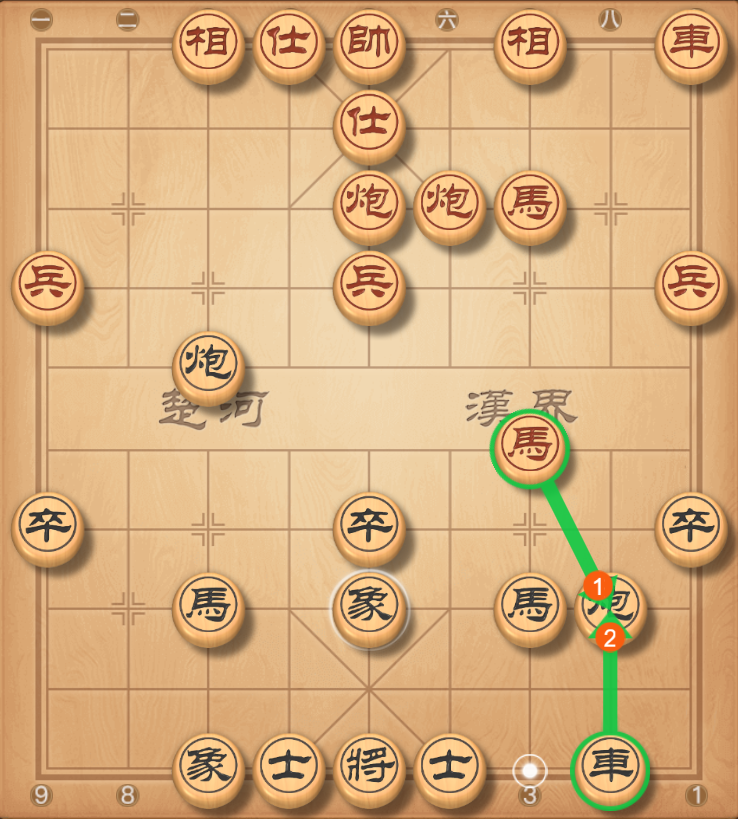 一 二 六 八
相 仕 帥 相 車
仕
炮 炮 馬
兵 兵 兵
炮
楚河 漢界
馬
卒 卒 卒
馬 象 馬 炮
1
2
象 士 將 士 車
9 8 3 1